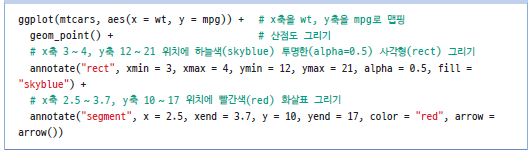 ggplot(mtcars, aes(x = wt, y = mpg)) +  # x축을 wt, y축을 mpg로 맵핑
geom_point() +  # 산점도 그리기
# x축 3~4, y축 12~21 위치에 하늘색(skyblue) 투명한(alpha=0.5) 사각형(rect) 그리기
annotate("rect", xmin = 3, xmax = 4, ymin = 12, ymax = 21, alpha = 0.5, fill =
"skyblue") +
# x축 2.5~3.7, y축 10~17 위치에 빨간색(red) 화살표 그리기
annotate("segment", x = 2.5, xend = 3.7, y = 10, yend = 17, color = "red", arrow =
arrow())